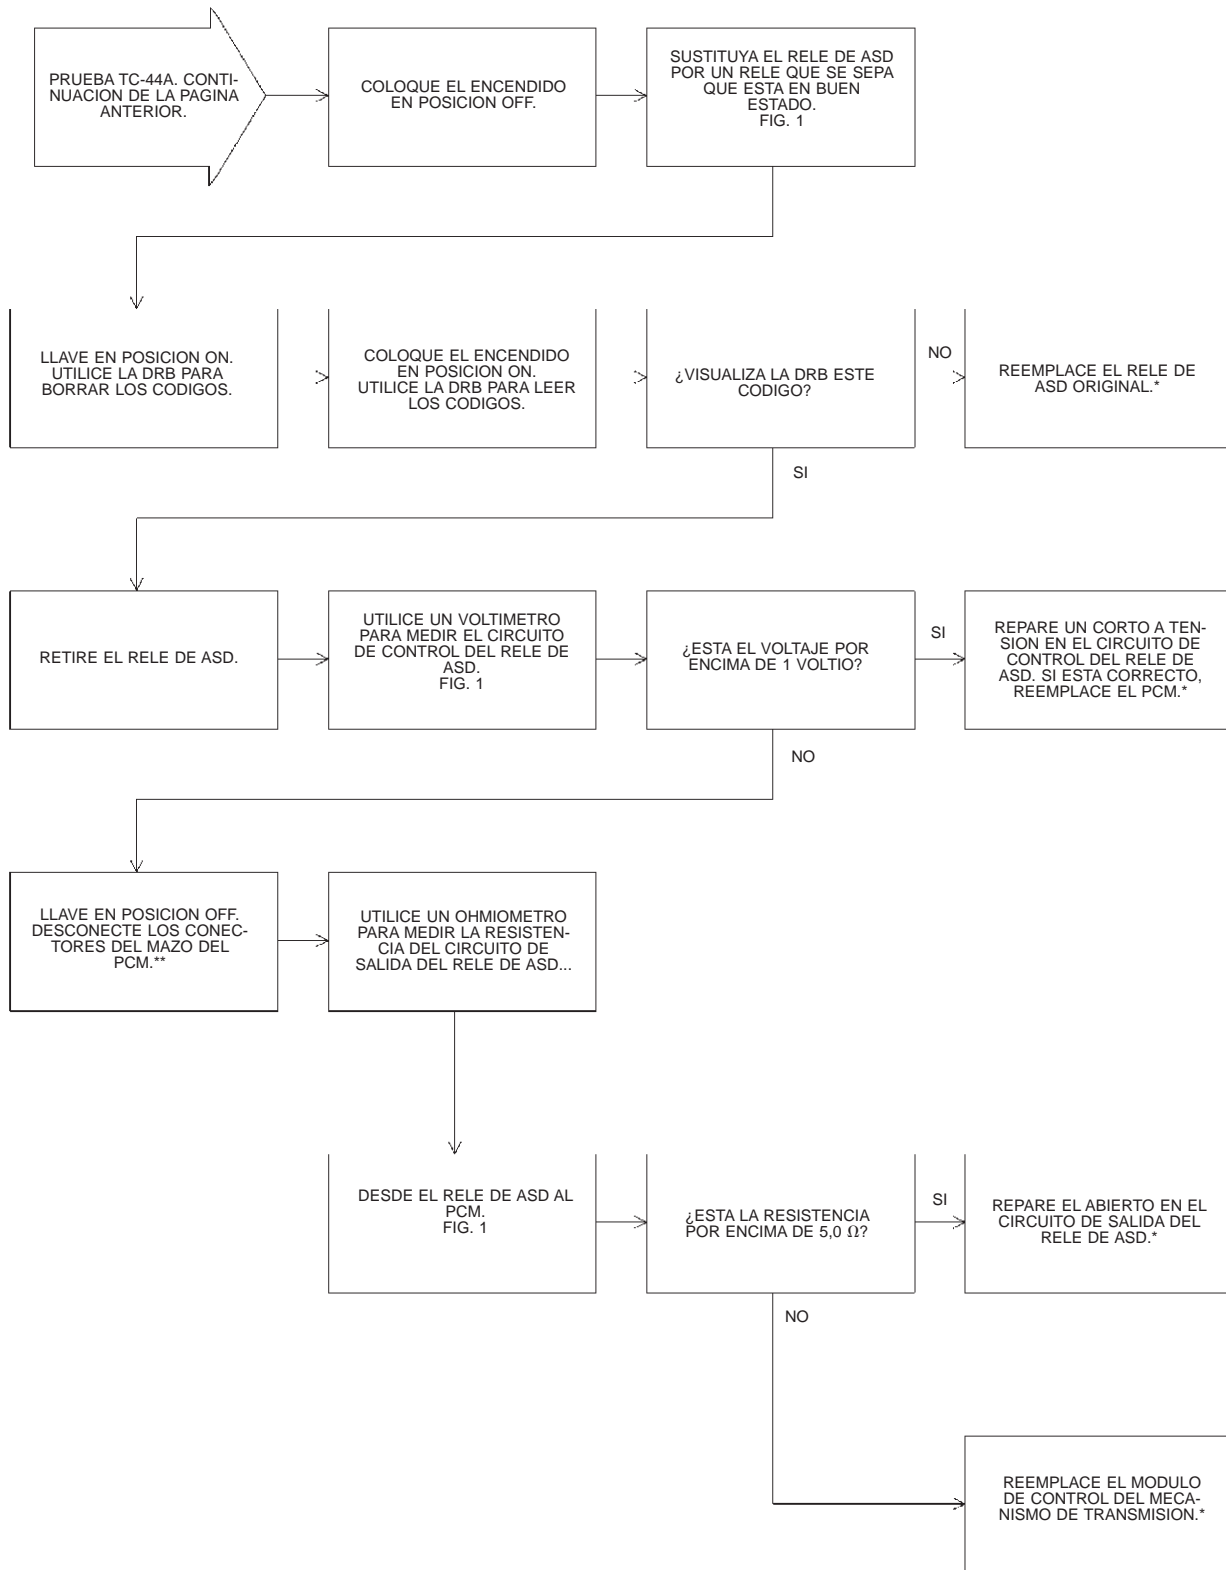 PRUEBA TC-44A. CONTI-
NUACION DE LA PAGINA
ANTERIOR.
COLOQUE EL ENCENDIDO
EN POSICION OFF.
SUSTITUYA EL RELE DE ASD
POR UN RELE QUE SE SEPA
QUE ESTA EN BUEN
ESTADO.
FIG. 1
LLAVE EN POSICION ON.
UTILICE LA DRB PARA
BORRAR LOS CODIGOS.
COLOQUE EL ENCENDIDO
EN POSICION ON.
UTILICE LA DRB PARA LEER
LOS CODIGOS.
¿VISUALIZA LA DRB ESTE
CODIGO?
NO
REEMPLACE EL RELE DE
ASD ORIGINAL.*
SI
RETIRE EL RELE DE ASD.
UTILICE UN VOLTIMETRO
PARA MEDIR EL CIRCUITO
DE CONTROL DEL RELE DE
ASD.
FIG. 1
¿ESTA EL VOLTAJE POR
ENCIMA DE 1 VOLTIO?
SI
REPARE UN CORTO A TEN-
SION EN EL CIRCUITO DE
CONTROL DEL RELE DE
ASD. SI ESTA CORRECTO,
REEMPLACE EL PCM.*
NO
LLAVE EN POSICION OFF.
DESCONECTE LOS CONEC-
TORES DEL MAZO DEL
PCM.**
UTILICE UN OHMIOMETRO
PARA MEDIR LA RESISTEN-
CIA DEL CIRCUITO DE
SALIDA DEL RELE DE ASD...
DESDE EL RELE DE ASD AL
PCM.
FIG. 1
¿ESTA LA RESISTENCIA
POR ENCIMA DE 5,0 Ω?
SI
REPARE EL ABIERTO EN EL
CIRCUITO DE SALIDA DEL
RELE DE ASD.*
NO
REEMPLACE EL MODULO
DE CONTROL DEL MECA-
NISMO DE TRANSMISION.*